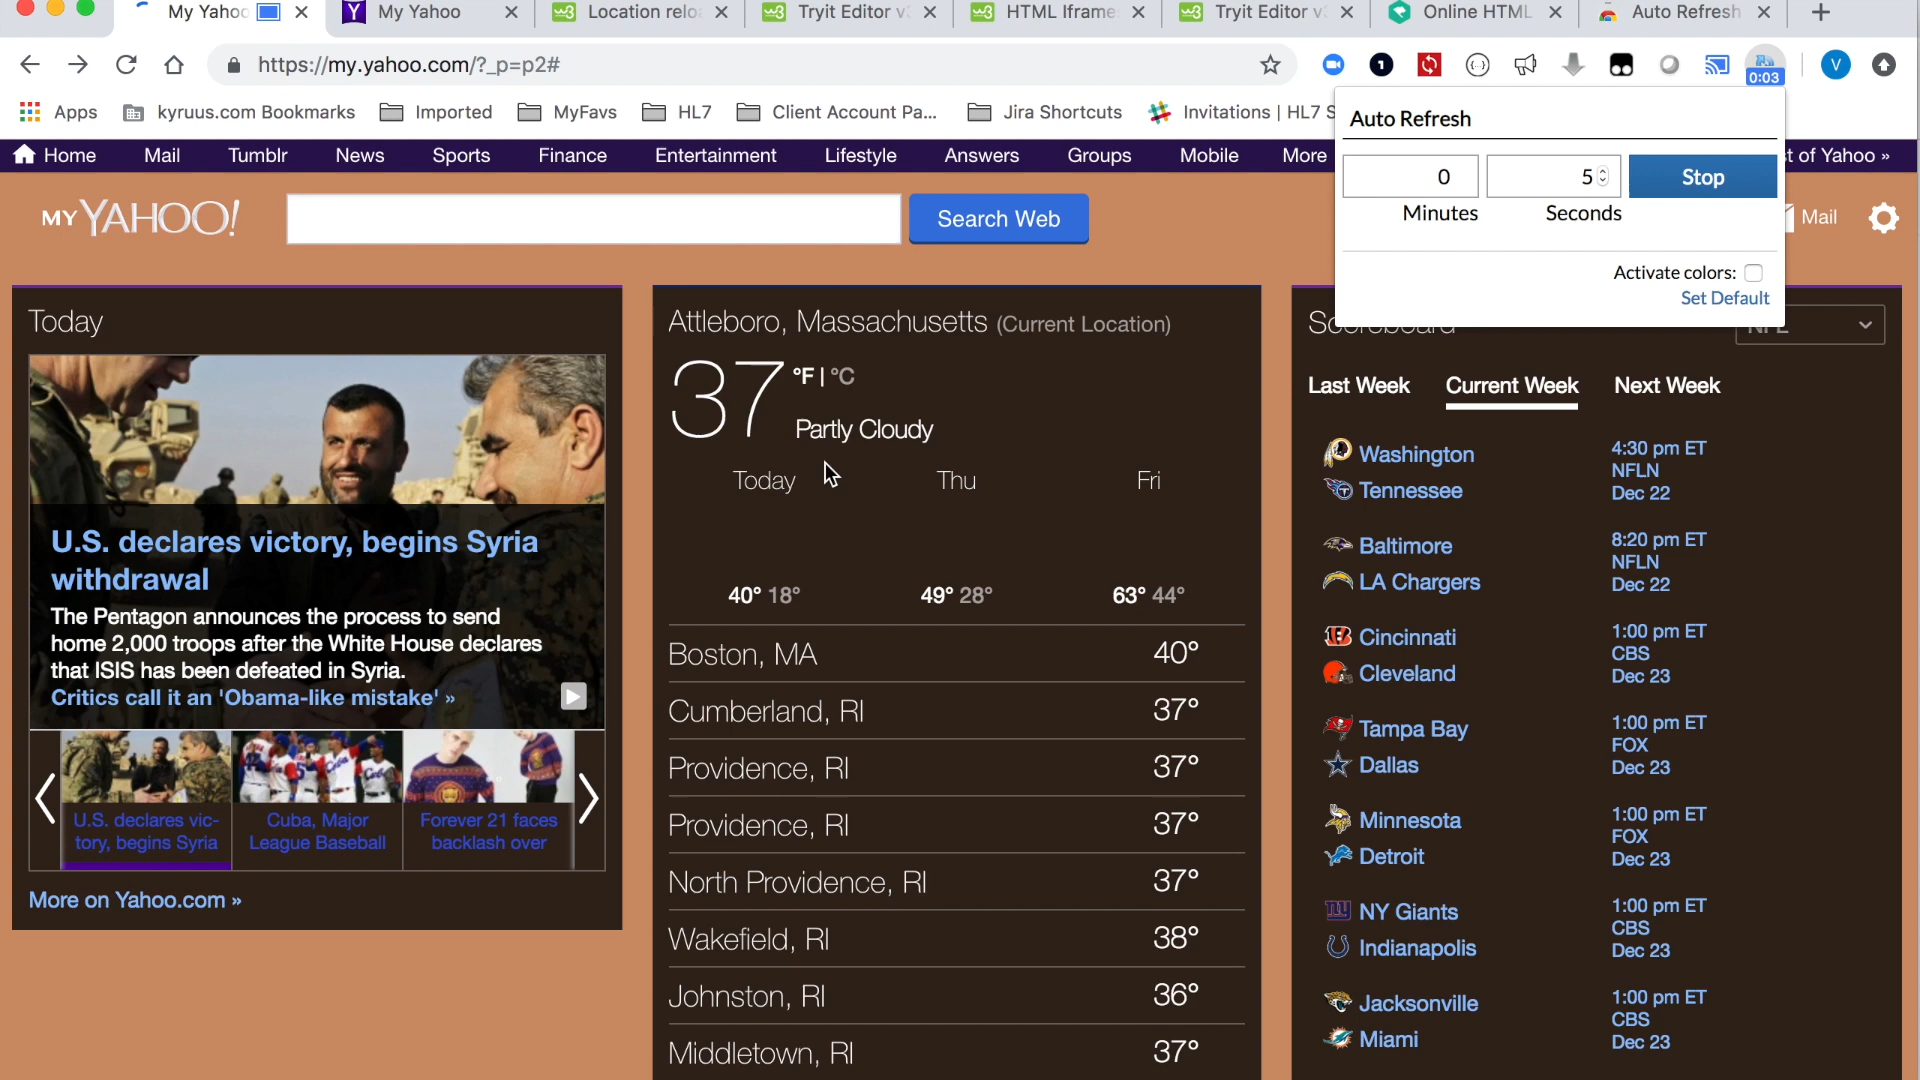 My Yahoo
My Yahoo
Location relo
Tryit Editor v
HTML Iframe
Tryit Editor v
Online HTML
Auto Refresh
https://my.yahoo.com/?_p=p2#
1
0:03
V
Apps
kyruus.com Bookmarks
Imported
MyFavs
HL7
Client Account Pa...
Jira Shortcuts
Invitations | HL7 S
Auto Refresh
0
5
Stop
Minutes
Seconds
Activate colors:
Set Default
Home
Mail
Tumblr
News
Sports
Finance
Entertainment
Lifestyle
Answers
Groups
Mobile
More
st of Yahoo »
MY YAHOO!
Search Web
Mail
Today
U.S. declares victory, begins Syria
withdrawal
The Pentagon announces the process to send
home 2,000 troops after the White House declares
that ISIS has been defeated in Syria.
Critics call it an 'Obama-like mistake' »
U.S. declares vic-
tory, begins Syria
Cuba, Major
League Baseball
Forever 21 faces
backlash over
More on Yahoo.com »
Attleboro, Massachusetts (Current Location)
37 °F | °C
Partly Cloudy
Today Thu Fri
40° 18° 49° 28° 63° 44°
Boston, MA 40°
Cumberland, RI 37°
Providence, RI 37°
Providence, RI 37°
North Providence, RI 37°
Wakefield, RI 38°
Johnston, RI 36°
Middletown, RI 37°
Scoreboard
NFL
Last Week Current Week Next Week
Washington
Tennessee
4:30 pm ET
NFLN
Dec 22
Baltimore
LA Chargers
8:20 pm ET
NFLN
Dec 22
Cincinnati
Cleveland
1:00 pm ET
CBS
Dec 23
Tampa Bay
Dallas
1:00 pm ET
FOX
Dec 23
Minnesota
Detroit
1:00 pm ET
FOX
Dec 23
NY Giants
Indianapolis
1:00 pm ET
CBS
Dec 23
Jacksonville
Miami
1:00 pm ET
CBS
Dec 23